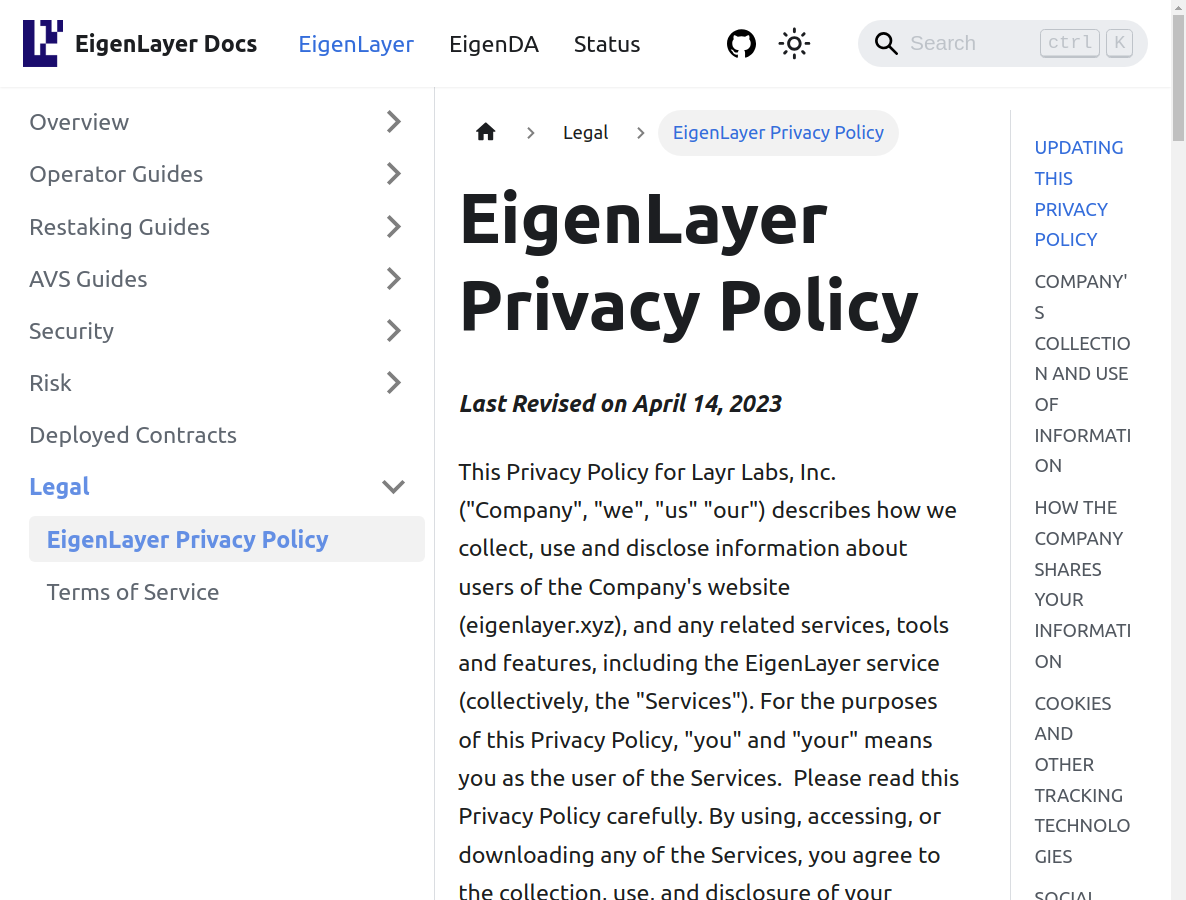 EigenLayer Docs
EigenLayer
EigenDA
Status
Search
ctrl
K
Overview
Operator Guides
Restaking Guides
AVS Guides
Security
Risk
Deployed Contracts
Legal
EigenLayer Privacy Policy
Terms of Service
Legal
EigenLayer Privacy Policy
EigenLayer
Privacy Policy
Last Revised on April 14, 2023
This Privacy Policy for Layr Labs, Inc.
("Company", "we", "us" "our") describes how we
collect, use and disclose information about
users of the Company's website
(eigenlayer.xyz), and any related services, tools
and features, including the EigenLayer service
(collectively, the "Services"). For the purposes
of this Privacy Policy, "you" and "your" means
you as the user of the Services.  Please read this
Privacy Policy carefully. By using, accessing, or
downloading any of the Services, you agree to
the collection, use, and disclosure of your
UPDATING
THIS
PRIVACY
POLICY
COMPANY'
S
COLLECTIO
N AND USE
OF
INFORMATI
ON
HOW THE
COMPANY
SHARES
YOUR
INFORMATI
ON
COOKIES
AND
OTHER
TRACKING
TECHNOLO
GIES
SOCIAL